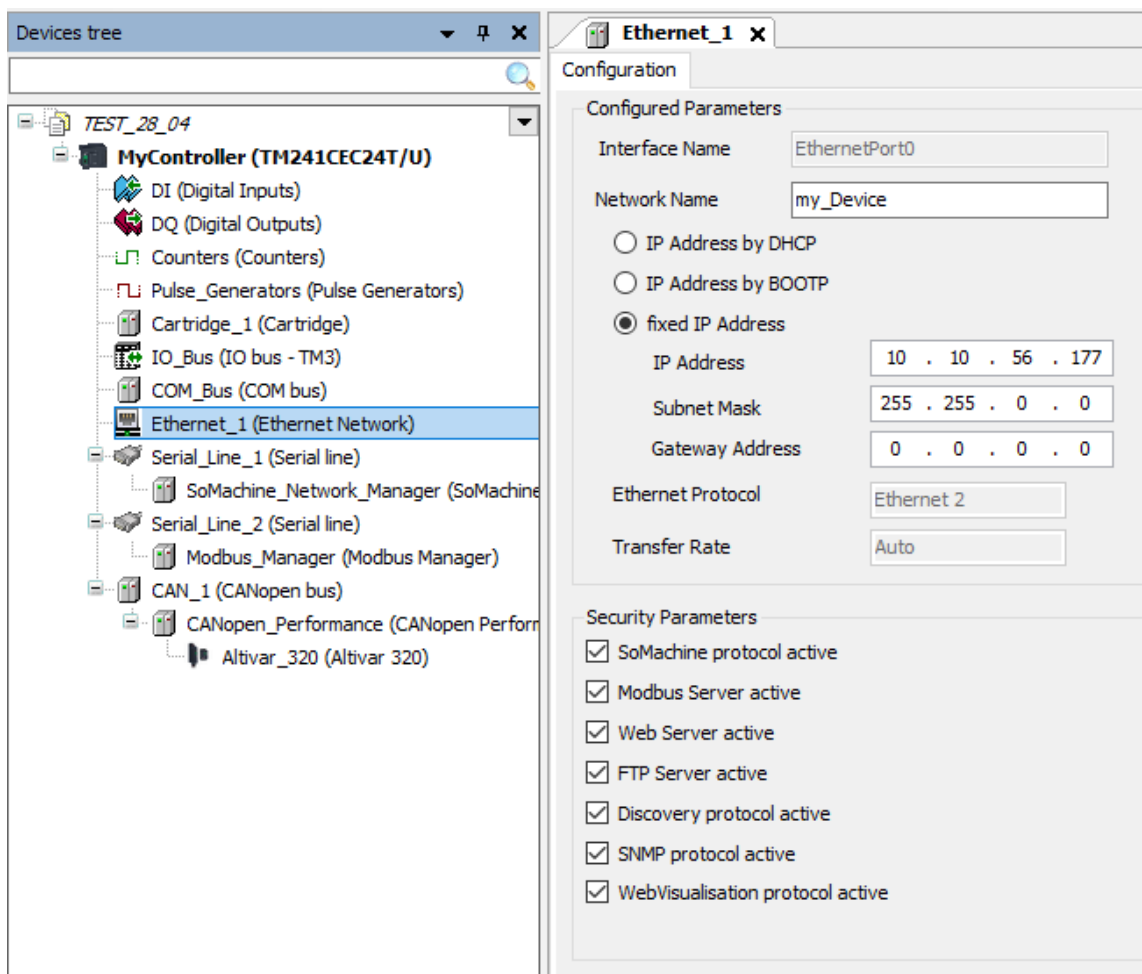 Devices tree
TEST_28_04
MyController (TM241CEC24T/U)
DI (Digital Inputs)
DQ (Digital Outputs)
Counters (Counters)
Pulse_Generators (Pulse Generators)
Cartridge_1 (Cartridge)
IO_Bus (IO bus - TM3)
COM_Bus (COM bus)
Ethernet_1 (Ethernet Network)
Serial_Line_1 (Serial line)
SoMachine_Network_Manager (SoMachine
Serial_Line_2 (Serial line)
Modbus_Manager (Modbus Manager)
CAN_1 (CANopen bus)
CANopen_Performance (CANopen Perforr
Altivar_320 (Altivar 320)
Ethernet_1
Configuration
Configured Parameters
Interface Name EthernetPort0
Network Name my_Device
IP Address by DHCP
IP Address by BOOTP
fixed IP Address
IP Address 10 . 10 . 56 . 177
Subnet Mask 255 . 255 . 0 . 0
Gateway Address 0 . 0 . 0 . 0
Ethernet Protocol Ethernet 2
Transfer Rate Auto
Security Parameters
SoMachine protocol active
Modbus Server active
Web Server active
FTP Server active
Discovery protocol active
SNMP protocol active
WebVisualisation protocol active